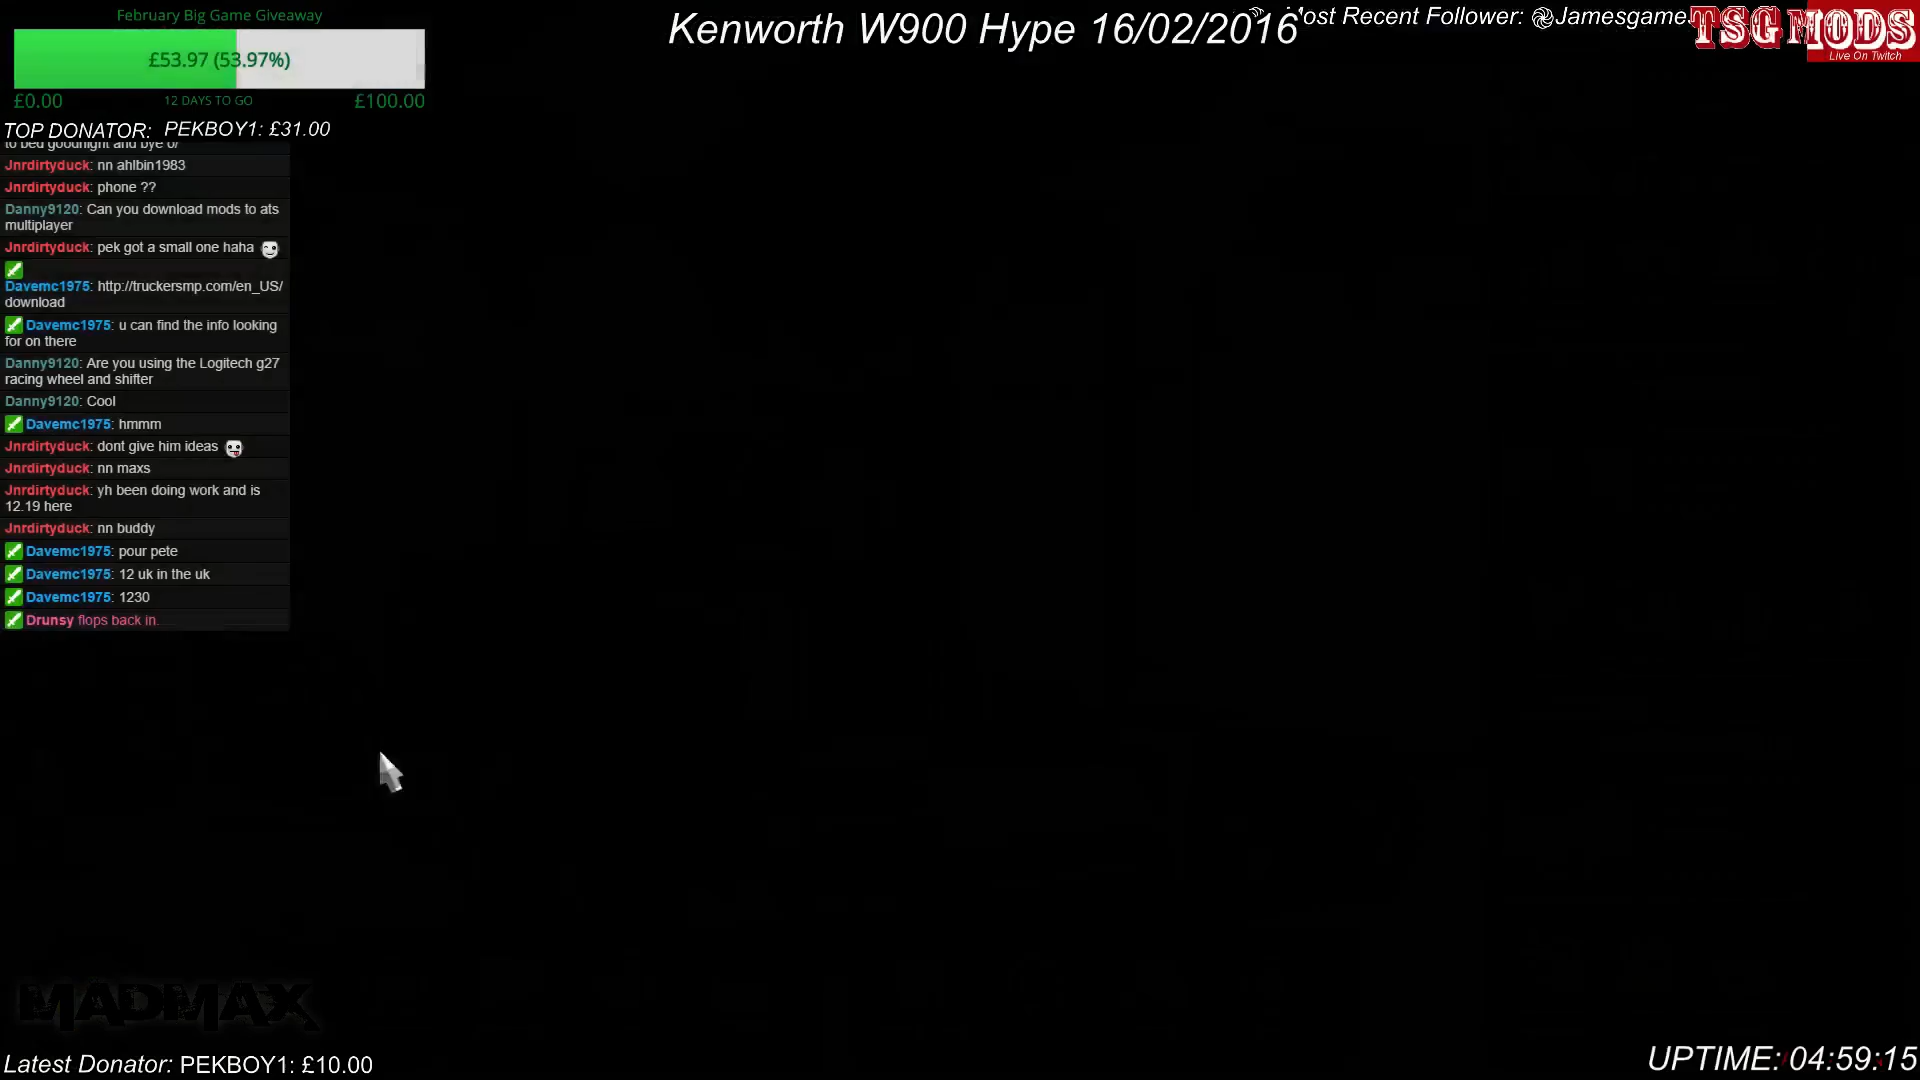 February Big Game Giveaway
£53.97 (53.97%)
£0.00 12 DAYS TO GO £100.00
TOP DONATOR: PEKBOY1: £31.00
Kenworth W900 Hype 16/02/2016
Most Recent Follower: @Jamesgame
TSG MODS
Live On Twitch
to bed goodnight and bye o/
Jnrdirtyduck: nn ahlbin1983
Jnrdirtyduck: phone ??
Danny9120: Can you download mods to ats
multiplayer
Jnrdirtyduck: pek got a small one haha
Davemc1975: http://truckersmp.com/en_US/
download
Davemc1975: u can find the info looking
for on there
Danny9120: Are you using the Logitech g27
racing wheel and shifter
Danny9120: Cool
Davemc1975: hmmm
Jnrdirtyduck: dont give him ideas
Jnrdirtyduck: nn maxs
Jnrdirtyduck: yh been doing work and is
12.19 here
Jnrdirtyduck: nn buddy
Davemc1975: pour pete
Davemc1975: 12 uk in the uk
Davemc1975: 1230
Drunsy flops back in.
MADMAX
Latest Donator: PEKBOY1: £10.00
UPTIME: 04:59:15